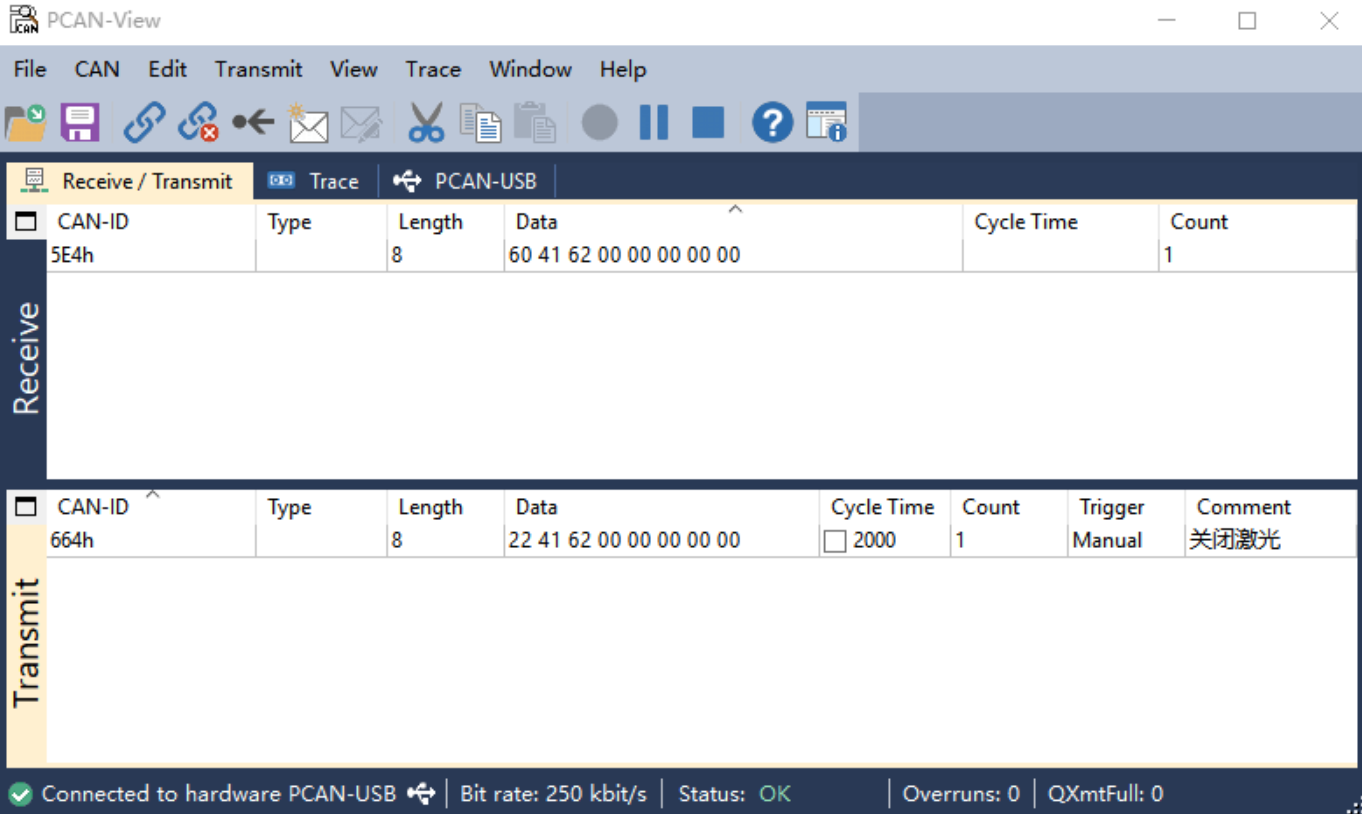 PCAN-View
File CAN Edit Transmit View Trace Window Help
Receive / Transmit Trace PCAN-USB
CAN-ID Type Length Data Cycle Time Count
5E4h 8 60 41 62 00 00 00 00 00 1
Receive
CAN-ID Type Length Data Cycle Time Count Trigger Comment
664h 8 22 41 62 00 00 00 00 00 2000 1 Manual 关闭激光
Transmit
Connected to hardware PCAN-USB Bit rate: 250 kbit/s Status: OK Overruns: 0 QXmtFull: 0